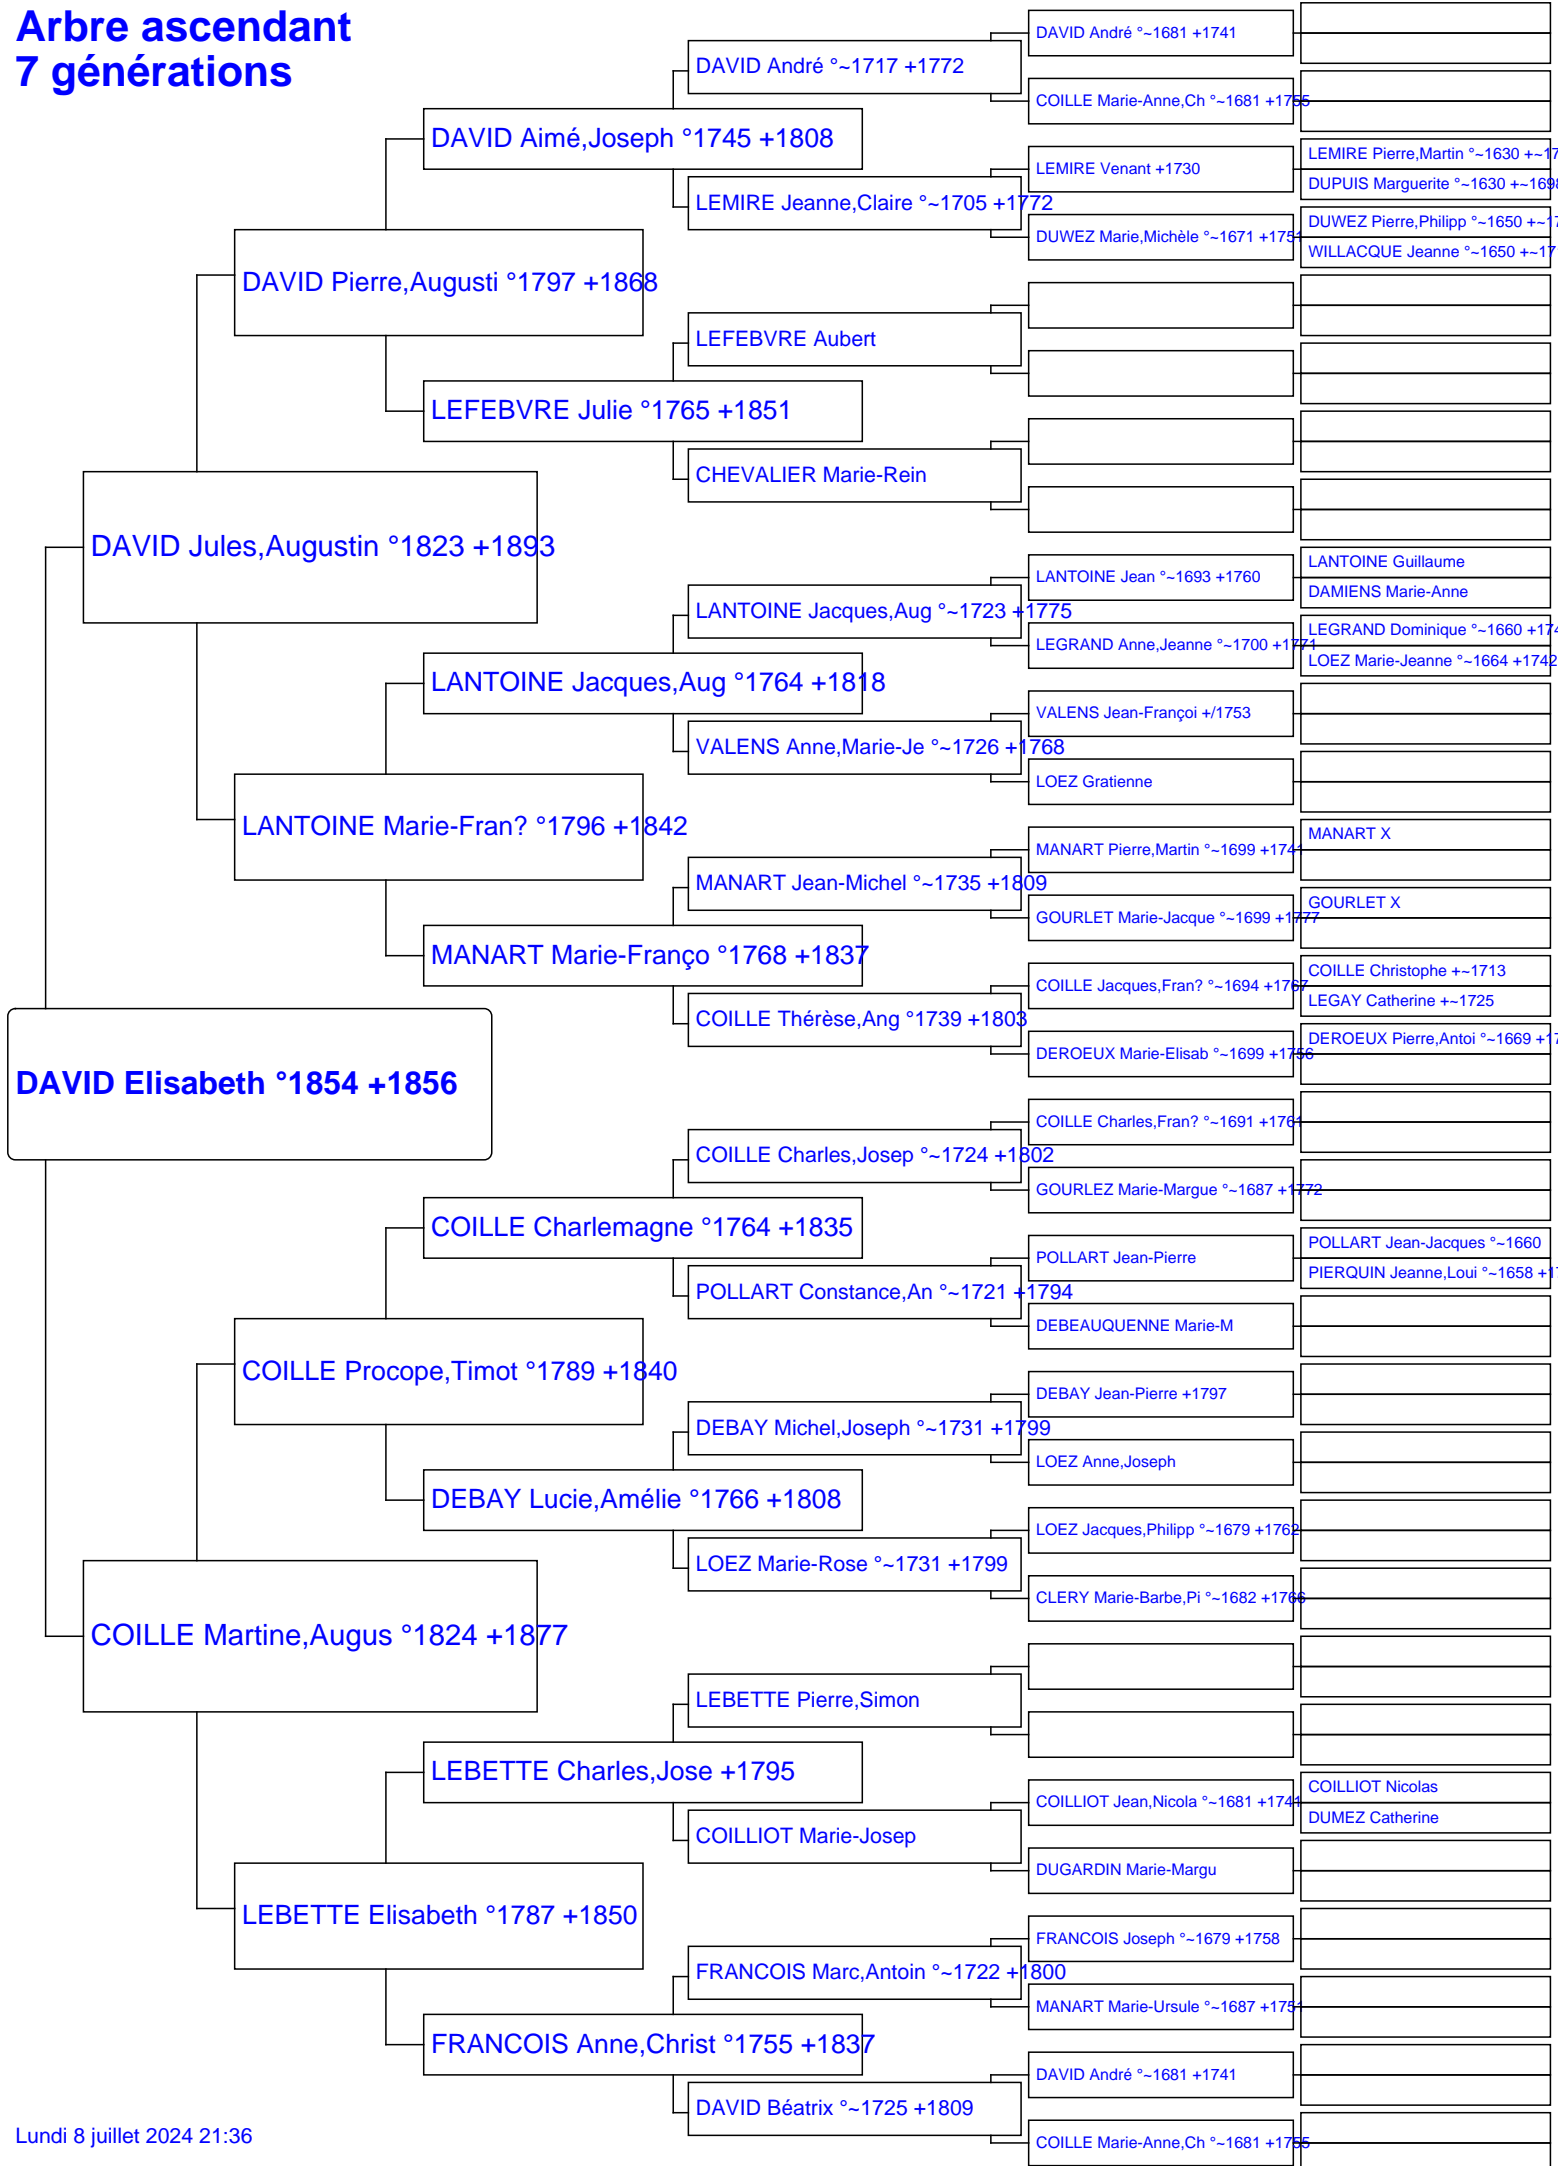 Arbre ascendant
7 générations
DAVID Elisabeth °1854 +1856
DAVID Jules,Augustin °1823 +1893
COILLE Martine,Augus °1824 +1877
DAVID Pierre,Augusti °1797 +1868
LANTOINE Marie-Fran? °1796 +1842
COILLE Procope,Timot °1789 +1840
LEBETTE Elisabeth °1787 +1850
DAVID Aimé,Joseph °1745 +1808
LEFEBVRE Julie °1765 +1851
LANTOINE Jacques,Aug °1764 +1818
MANART Marie-Franço °1768 +1837
COILLE Charlemagne °1764 +1835
DEBAY Lucie,Amélie °1766 +1808
LEBETTE Charles,Jose +1795
FRANCOIS Anne,Christ °1755 +1837
DAVID André °~1717 +1772
LEMIRE Jeanne,Claire °~1705 +1772
LEFEBVRE Aubert
CHEVALIER Marie-Rein
LANTOINE Jacques,Aug °~1723 +1775
VALENS Anne,Marie-Je °~1726 +1768
MANART Jean-Michel °~1735 +1809
COILLE Thérèse,Ang °1739 +1803
COILLE Charles,Josep °~1724 +1802
POLLART Constance,An °~1721 +1794
DEBAY Michel,Joseph °~1731 +1799
LOEZ Marie-Rose °~1731 +1799
LEBETTE Pierre,Simon
COILLIOT Marie-Josep
FRANCOIS Marc,Antoin °~1722 +1800
DAVID Béatrix °~1725 +1809
DAVID André °~1681 +1741
COILLE Marie-Anne,Ch °~1681 +1755
LEMIRE Venant +1730
DUWEZ Marie,Michèle °~1671 +1751
LANTOINE Jean °~1693 +1760
LEGRAND Anne,Jeanne °~1700 +1771
VALENS Jean-Françoi +/1753
LOEZ Gratienne
MANART Pierre,Martin °~1699 +1741
GOURLET Marie-Jacque °~1699 +1777
COILLE Jacques,Fran? °~1694 +1767
DEROEUX Marie-Elisab °~1699 +1756
COILLE Charles,Fran? °~1691 +1761
GOURLEZ Marie-Margue °~1687 +1772
POLLART Jean-Pierre
DEBEAUQUENNE Marie-M
DEBAY Jean-Pierre +1797
LOEZ Anne,Joseph
LOEZ Jacques,Philipp °~1679 +1762
CLERY Marie-Barbe,Pi °~1682 +1766
COILLIOT Jean,Nicola °~1681 +1741
DUGARDIN Marie-Margu
FRANCOIS Joseph °~1679 +1758
MANART Marie-Ursule °~1687 +1751
DAVID André °~1681 +1741
COILLE Marie-Anne,Ch °~1681 +1755
LEMIRE Pierre,Martin °~1630 +~17
DUPUIS Marguerite °~1630 +~1698
DUWEZ Pierre,Philipp °~1650 +~17
WILLACQUE Jeanne °~1650 +~17
LANTOINE Guillaume
DAMIENS Marie-Anne
LEGRAND Dominique °~1660 +174
LOEZ Marie-Jeanne °~1664 +1742
MANART X
GOURLET X
COILLE Christophe +~1713
LEGAY Catherine +~1725
DEROEUX Pierre,Antoi °~1669 +17
POLLART Jean-Jacques °~1660
PIERQUIN Jeanne,Loui °~1658 +17
COILLIOT Nicolas
DUMEZ Catherine
Lundi 8 juillet 2024 21:36